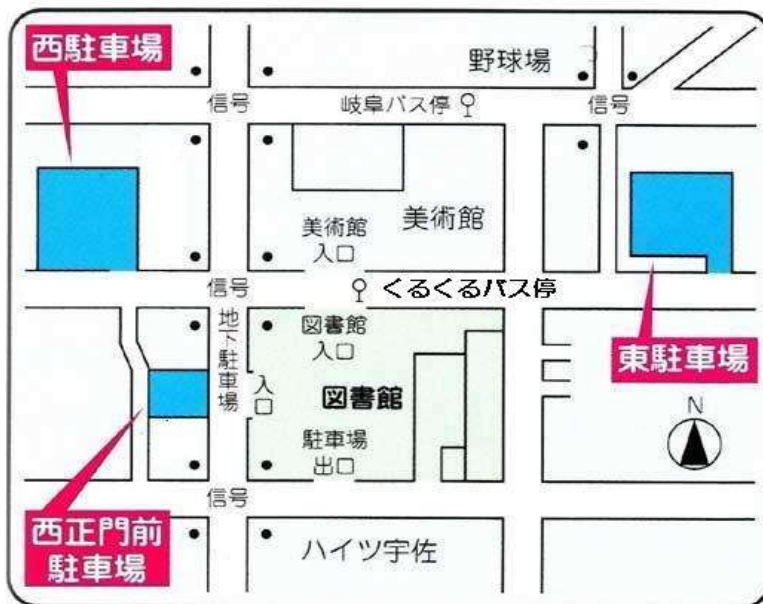 西駐車場
野球場
信号
岐阜バス停
信号
美術館
入口
美術館
信号
くるくるバス停
地下駐車場
入口
図書館
入口
図書館
駐車場
出口
東駐車場
N
信号
西正門前
駐車場
ハイツ宇佐